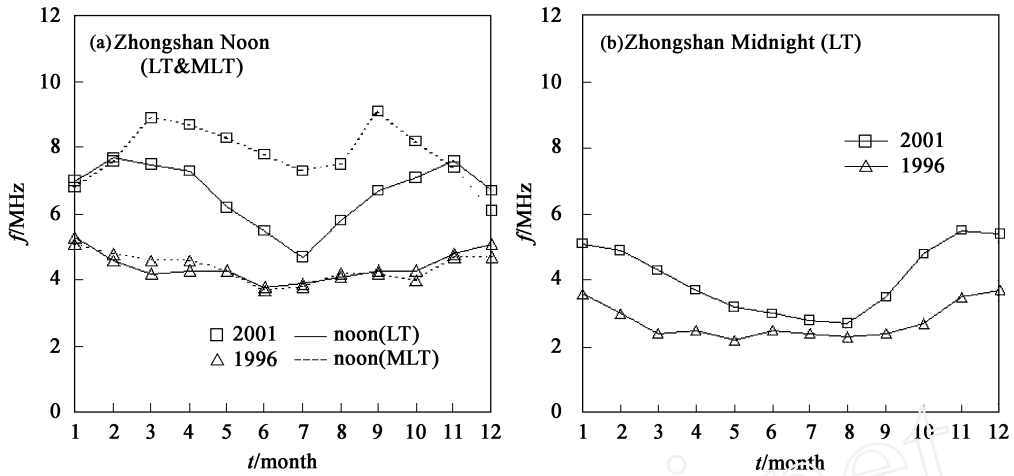 (a) Zhongshan Noon
(LT&MLT)
12
10
8
6
4
2
0
f/MHz
2001
1996
noon(LT)
noon(MLT)
1 2 3 4 5 6 7 8 9 10 11 12
t/month
(b) Zhongshan Midnight (LT)
12
10
8
6
4
2
0
f/MHz
2001
1996
1 2 3 4 5 6 7 8 9 10 11 12
t/month